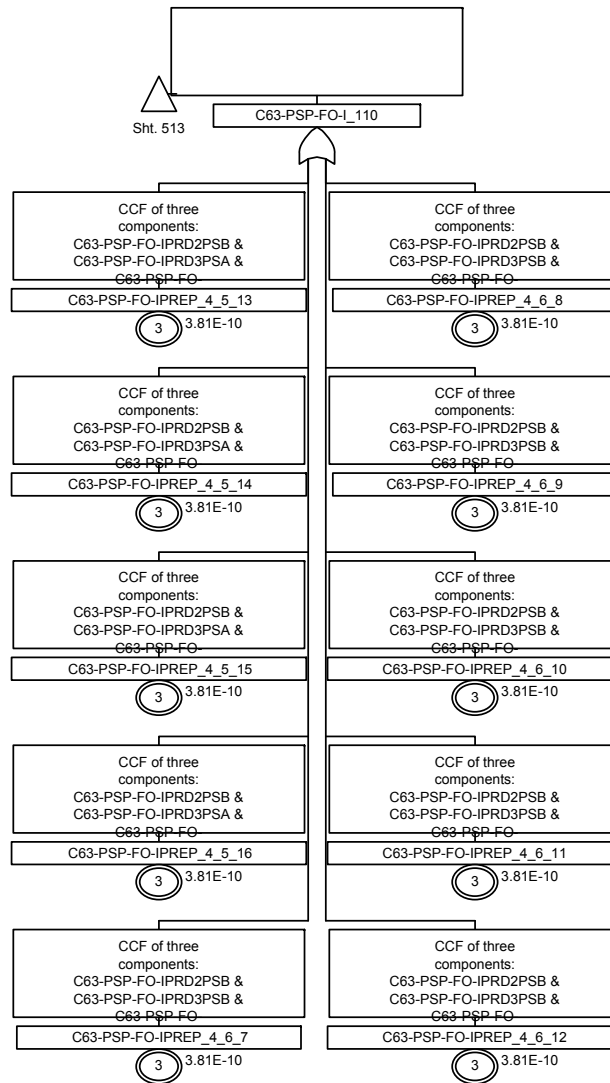 C63-PSP-FO-I_110
Sht. 513
CCF of three
components:
C63-PSP-FO-IPRD2PSB &
C63-PSP-FO-IPRD3PSA &
C63-PSP-FO-
C63-PSP-FO-IPREP_4_5_13
3
3.81E-10
CCF of three
components:
C63-PSP-FO-IPRD2PSB &
C63-PSP-FO-IPRD3PSB &
C63-PSP-FO-
C63-PSP-FO-IPREP_4_6_8
3
3.81E-10
CCF of three
components:
C63-PSP-FO-IPRD2PSB &
C63-PSP-FO-IPRD3PSA &
C63-PSP-FO-
C63-PSP-FO-IPREP_4_5_14
3
3.81E-10
CCF of three
components:
C63-PSP-FO-IPRD2PSB &
C63-PSP-FO-IPRD3PSB &
C63-PSP-FO-
C63-PSP-FO-IPREP_4_6_9
3
3.81E-10
CCF of three
components:
C63-PSP-FO-IPRD2PSB &
C63-PSP-FO-IPRD3PSA &
C63-PSP-FO-
C63-PSP-FO-IPREP_4_5_15
3
3.81E-10
CCF of three
components:
C63-PSP-FO-IPRD2PSB &
C63-PSP-FO-IPRD3PSB &
C63-PSP-FO-
C63-PSP-FO-IPREP_4_6_10
3
3.81E-10
CCF of three
components:
C63-PSP-FO-IPRD2PSB &
C63-PSP-FO-IPRD3PSA &
C63-PSP-FO-
C63-PSP-FO-IPREP_4_5_16
3
3.81E-10
CCF of three
components:
C63-PSP-FO-IPRD2PSB &
C63-PSP-FO-IPRD3PSB &
C63-PSP-FO-
C63-PSP-FO-IPREP_4_6_11
3
3.81E-10
CCF of three
components:
C63-PSP-FO-IPRD2PSB &
C63-PSP-FO-IPRD3PSB &
C63-PSP-FO-
C63-PSP-FO-IPREP_4_6_7
3
3.81E-10
CCF of three
components:
C63-PSP-FO-IPRD2PSB &
C63-PSP-FO-IPRD3PSB &
C63-PSP-FO-
C63-PSP-FO-IPREP_4_6_12
3
3.81E-10